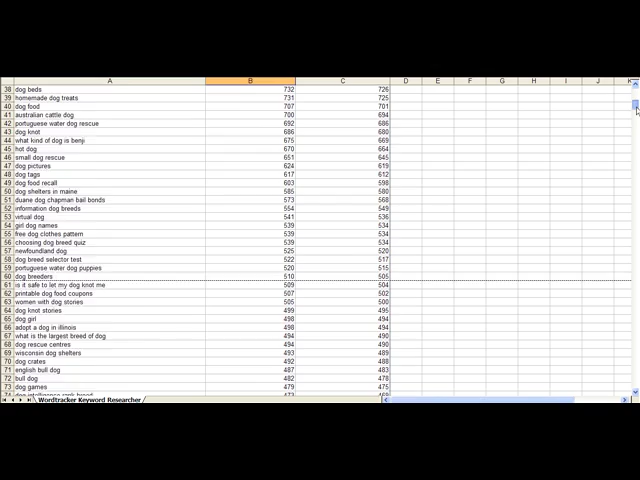 A B C D E F G H I J K
38 dog beds 732 726
39 homemade dog treats 731 725
40 dog food 707 701
41 australian cattle dog 700 694
42 portuguese water dog rescue 692 686
43 dog knot 686 680
44 what kind of dog is benji 675 669
45 hot dog 670 664
46 small dog rescue 651 645
47 dog pictures 624 619
48 dog tags 617 612
49 dog food recall 603 598
50 dog shelters in maine 585 580
51 duane dog chapman bail bonds 573 568
52 information dog breeds 554 549
53 virtual dog 541 536
54 girl dog names 539 534
55 free dog clothes pattern 539 534
56 choosing dog breed quiz 539 534
57 newfoundland dog 525 520
58 dog breed selector test 522 517
59 portuguese water dog puppies 520 515
60 dog breeders 510 505
61 is it safe to let my dog knot me 509 504
62 printable dog food coupons 507 502
63 women with dog stories 505 500
64 dog knot stories 499 495
65 dog girl 498 494
66 adopt a dog in illinois 498 494
67 what is the largest breed of dog 494 490
68 dog rescue centres 494 490
69 wisconsin dog shelters 493 489
70 dog crates 492 488
71 english bull dog 487 483
72 bull dog 482 478
73 dog games 479 475
74 dog intelligence rank breed 473 469
Wordtracker Keyword Researcher